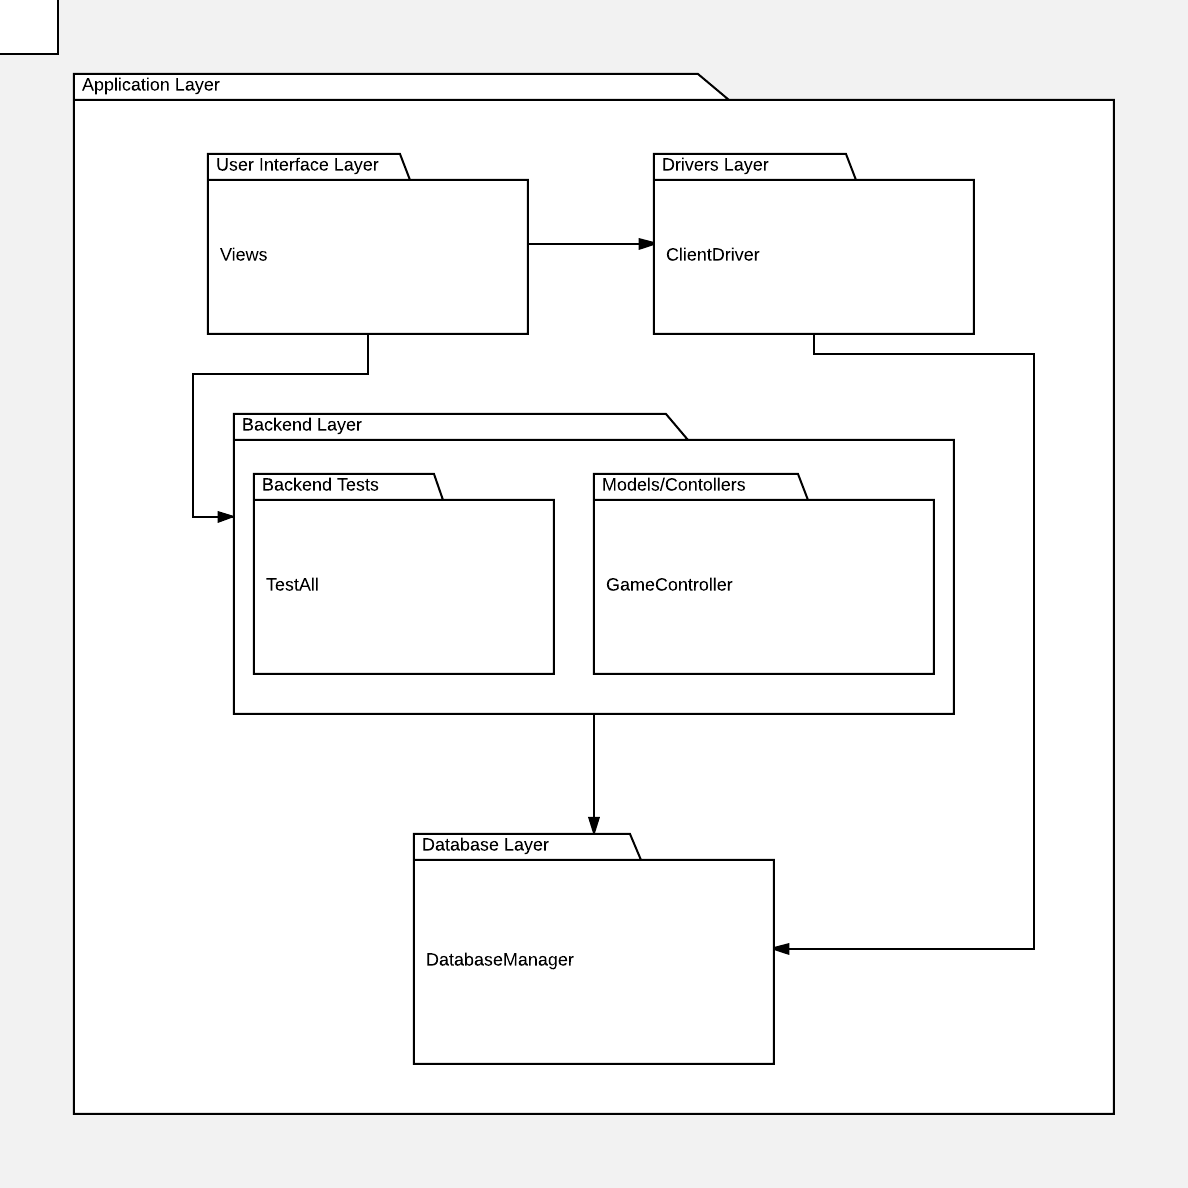 Application Layer
User Interface Layer
Drivers Layer
Views
ClientDriver
Backend Layer
Backend Tests
Models/Contollers
TestAll
GameController
Database Layer
DatabaseManager